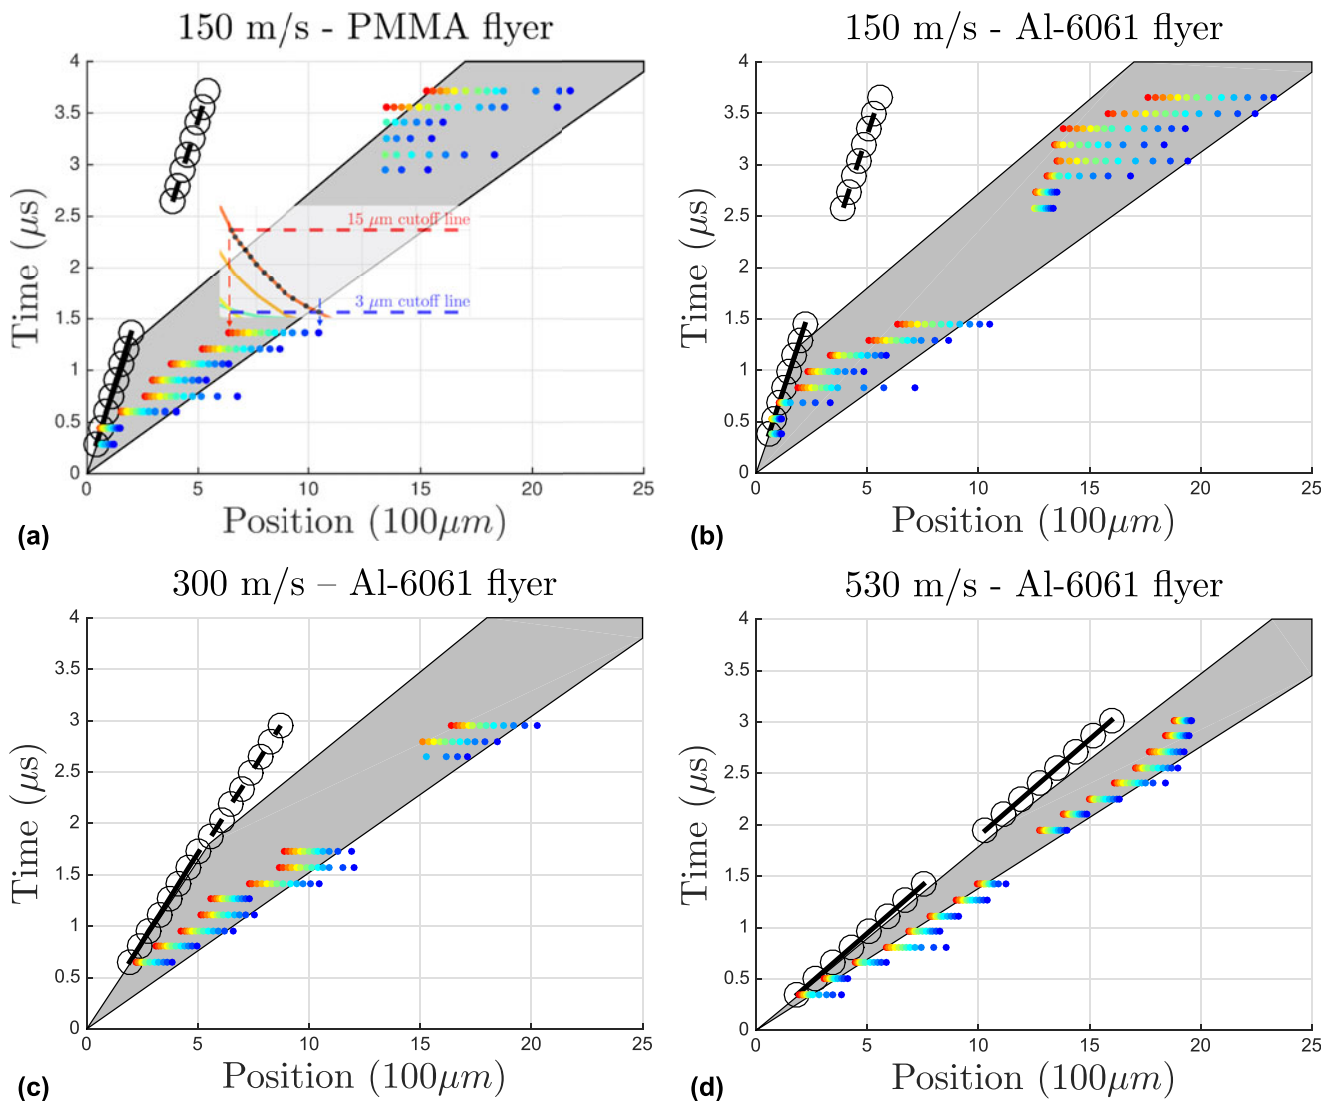 150 m/s - PMMA flyer
4
3.5
3
2.5
2
1.5
1
0.5
0
Time (μs)
15 μm cutoff line
3 μm cutoff line
0 5 10 15 20 25
Position (100μm)
(a)
150 m/s - Al-6061 flyer
4
3.5
3
2.5
2
1.5
1
0.5
0
Time (μs)
0 5 10 15 20 25
Position (100μm)
(b)
300 m/s – Al-6061 flyer
4
3.5
3
2.5
2
1.5
1
0.5
0
Time (μs)
0 5 10 15 20 25
Position (100μm)
(c)
530 m/s - Al-6061 flyer
4
3.5
3
2.5
2
1.5
1
0.5
0
Time (μs)
0 5 10 15 20 25
Position (100μm)
(d)